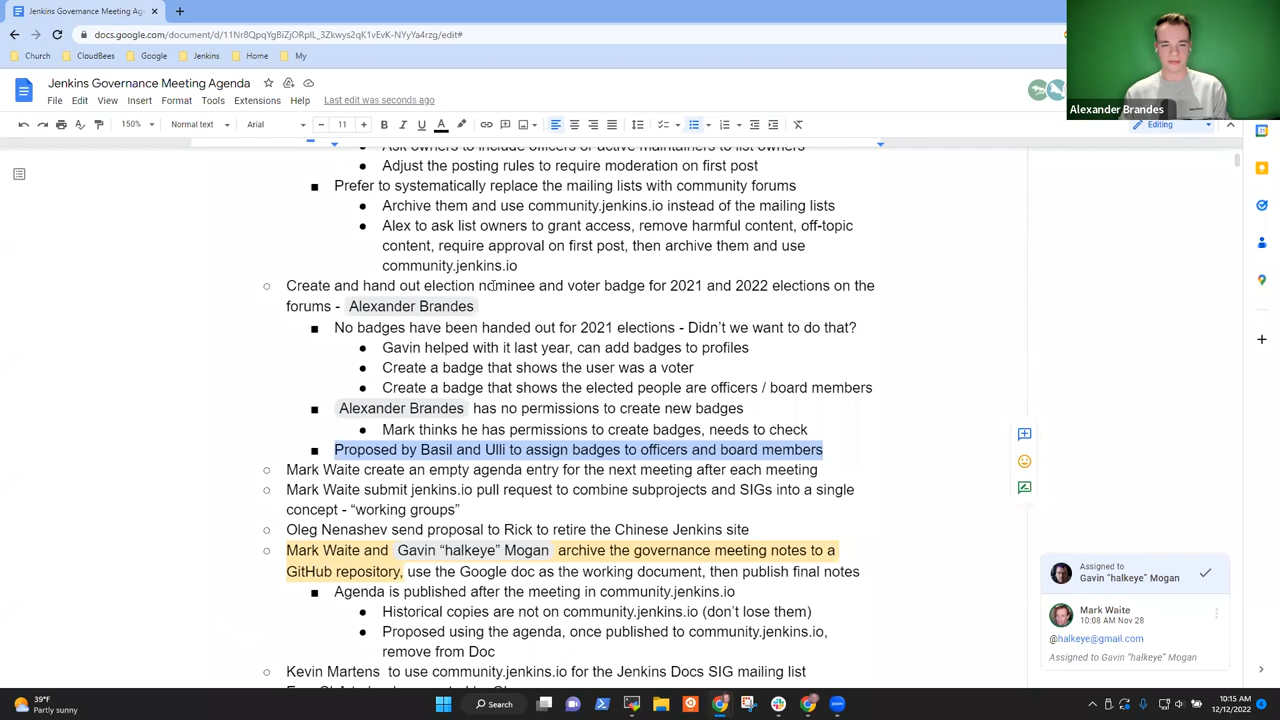 Jenkins Governance Meeting Age
docs.google.com/document/d/11Nr8QpqYgBiZjORpIL_3Zkwys2qK1vEvK-NYyYa4rzg/edit#
Church
CloudBees
Google
Jenkins
Home
My
Jenkins Governance Meeting Agenda
File Edit View Insert Format Tools Extensions Help Last edit was seconds ago
150% Normal text Arial 11 Editing
Alexander Brandes
Ask owners to include officers or active maintainers to list owners
Adjust the posting rules to require moderation on first post
Prefer to systematically replace the mailing lists with community forums
Archive them and use community.jenkins.io instead of the mailing lists
Alex to ask list owners to grant access, remove harmful content, off-topic
content, require approval on first post, then archive them and use
community.jenkins.io
Create and hand out election nominee and voter badge for 2021 and 2022 elections on the
forums - Alexander Brandes
No badges have been handed out for 2021 elections - Didn't we want to do that?
Gavin helped with it last year, can add badges to profiles
Create a badge that shows the user was a voter
Create a badge that shows the elected people are officers / board members
Alexander Brandes has no permissions to create new badges
Mark thinks he has permissions to create badges, needs to check
Proposed by Basil and Ulli to assign badges to officers and board members
Mark Waite create an empty agenda entry for the next meeting after each meeting
Mark Waite submit jenkins.io pull request to combine subprojects and SIGs into a single
concept - “working groups”
Oleg Nenashev send proposal to Rick to retire the Chinese Jenkins site
Mark Waite and Gavin “halkeye” Mogan archive the governance meeting notes to a
GitHub repository, use the Google doc as the working document, then publish final notes
Agenda is published after the meeting in community.jenkins.io
Historical copies are not on community.jenkins.io (don't lose them)
Proposed using the agenda, once published to community.jenkins.io,
remove from Doc
Kevin Martens to use community.jenkins.io for the Jenkins Docs SIG mailing list
Assigned to
Gavin “halkeye” Mogan
Mark Waite
10:08 AM Nov 28
@halkeye@gmail.com
Assigned to Gavin “halkeye” Mogan
39°F
Partly sunny
Search
10:15 AM
12/12/2022